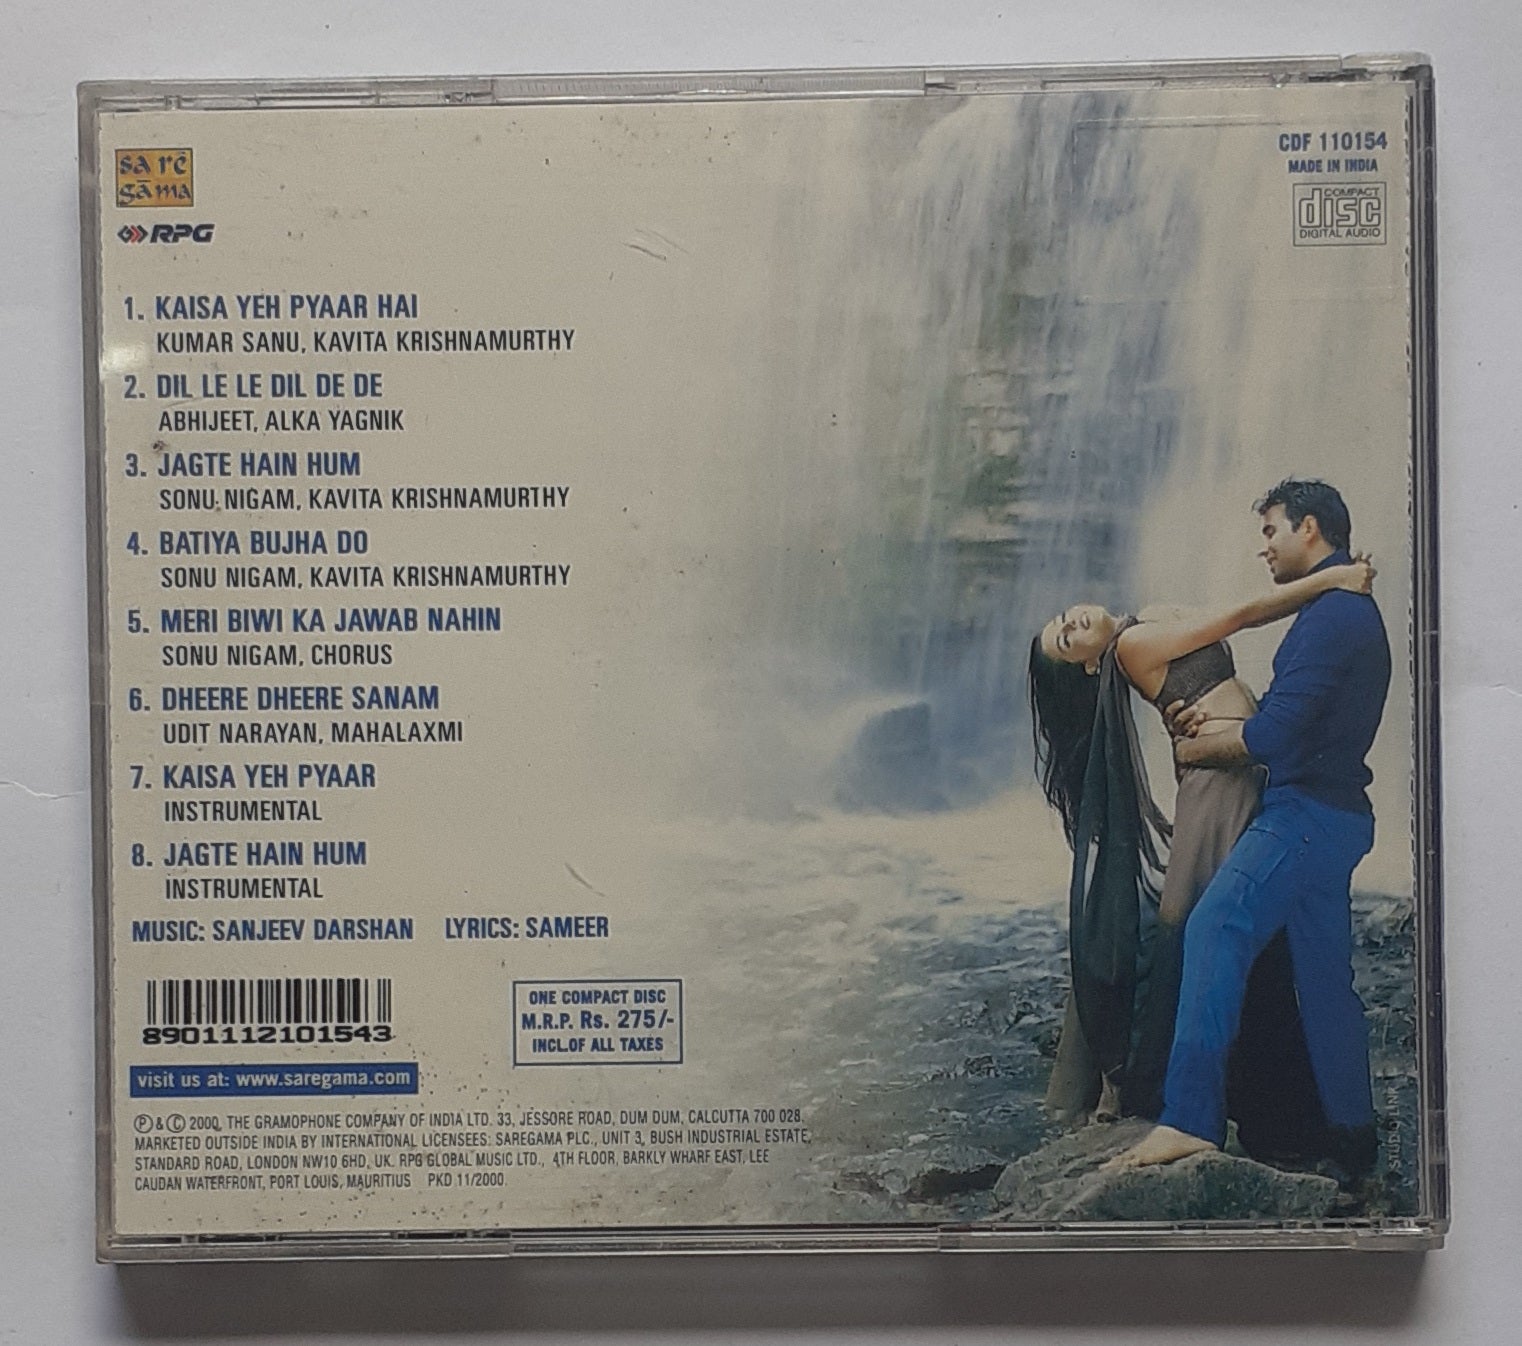 sa rē
gāma
RPG
CDF 110154
MADE IN INDIA
COMPACT
disc
DIGITAL AUDIO
1. KAISA YEH PYAAR HAI
KUMAR SANU, KAVITA KRISHNAMURTHY
2. DIL LE LE DIL DE DE
ABHIJEET, ALKA YAGNIK
3. JAGTE HAIN HUM
SONU NIGAM, KAVITA KRISHNAMURTHY
4. BATIYA BUJHA DO
SONU NIGAM, KAVITA KRISHNAMURTHY
5. MERI BIWI KA JAWAB NAHIN
SONU NIGAM, CHORUS
6. DHEERE DHEERE SANAM
UDIT NARAYAN, MAHALAXMI
7. KAISA YEH PYAAR
INSTRUMENTAL
8. JAGTE HAIN HUM
INSTRUMENTAL
MUSIC: SANJEEV DARSHAN LYRICS: SAMEER
8901112101543
ONE COMPACT DISC
M.R.P. Rs. 275/-
INCL.OF ALL TAXES
visit us at: www.saregama.com
℗ & © 2000, THE GRAMOPHONE COMPANY OF INDIA LTD. 33, JESSORE ROAD, DUM DUM, CALCUTTA 700 028.
MARKETED OUTSIDE INDIA BY INTERNATIONAL LICENSEES: SAREGAMA PLC., UNIT 3, BUSH INDUSTRIAL ESTATE,
STANDARD ROAD, LONDON NW10 6HD, UK. RPG GLOBAL MUSIC LTD., 4TH FLOOR, BARKLY WHARF EAST, LEE
CAUDAN WATERFRONT, PORT LOUIS, MAURITIUS PKD 11/2000.